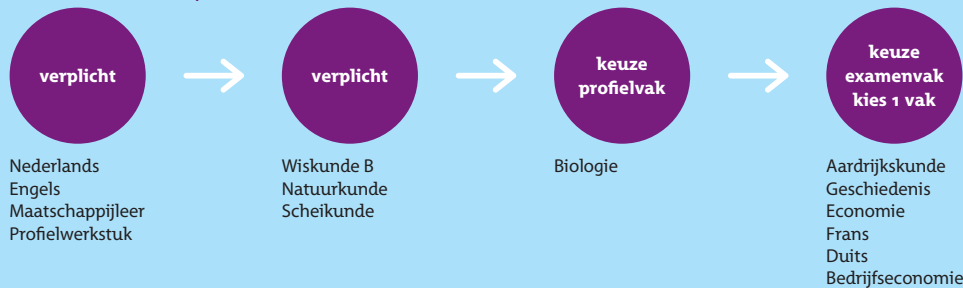 verplicht
Nederlands
Engels
Maatschappijleer
Profielwerkstuk
verplicht
Wiskunde B
Natuurkunde
Scheikunde
keuze
profielvak
Biologie
keuze
examenvak
kies 1 vak
Aardrijkskunde
Geschiedenis
Economie
Frans
Duits
Bedrijfseconomie